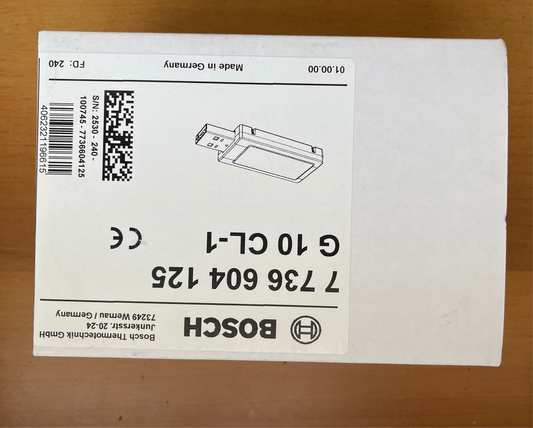 BOSCH
Bosch Thermotechnik GmbH
Junkersstr. 20-24
73249 Wernau / Germany
7 736 604 125
G 10 CL-1
CE
S/N: 2530 - 240 -
100745 - 7736604125
4062321196615
01.00.00
Made in Germany
FD: 240